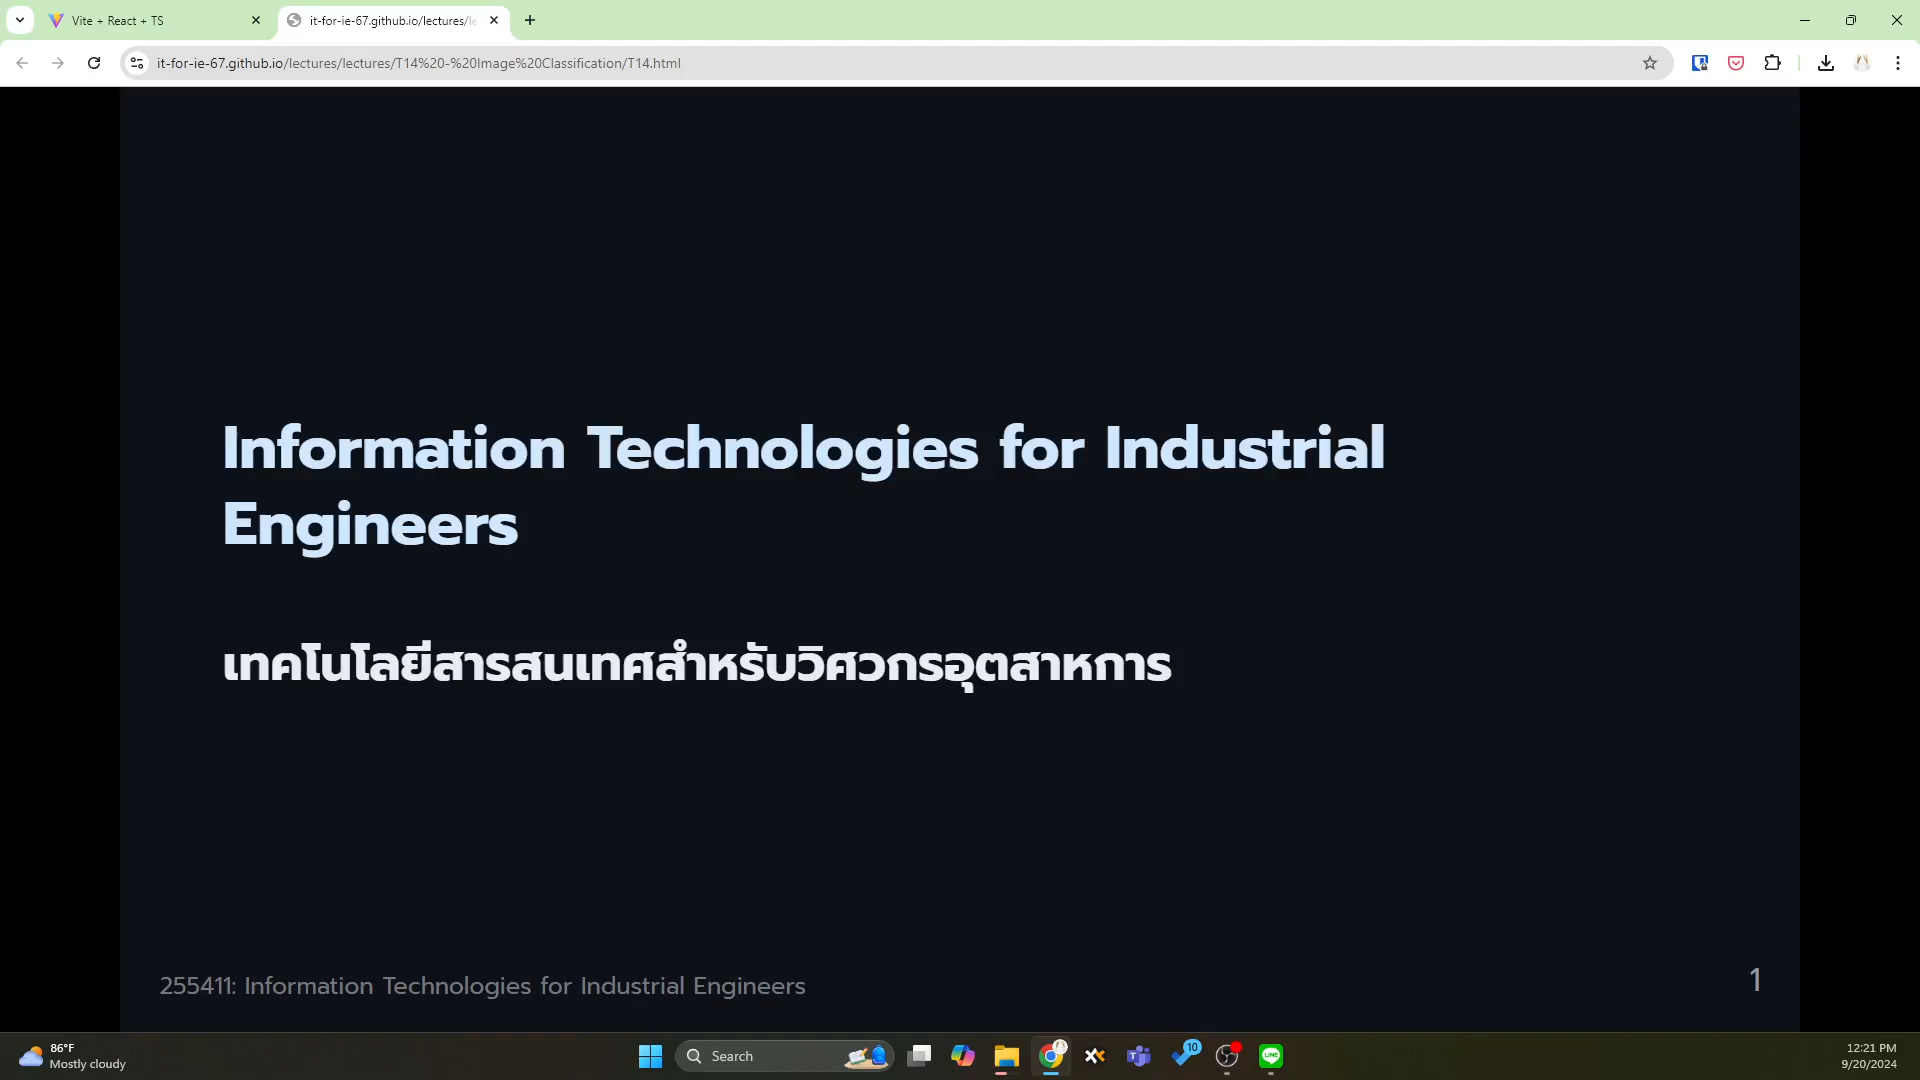 Vite + React + TS
it-for-ie-67.github.io/lectures/le
it-for-ie-67.github.io/lectures/lectures/T14%20-%20Image%20Classification/T14.html
Information Technologies for Industrial
Engineers
เทคโนโลยีสารสนเทศสำหรับวิศวกรอุตสาหการ
255411: Information Technologies for Industrial Engineers
1
86°F
Mostly cloudy
Search
10
12:21 PM
9/20/2024